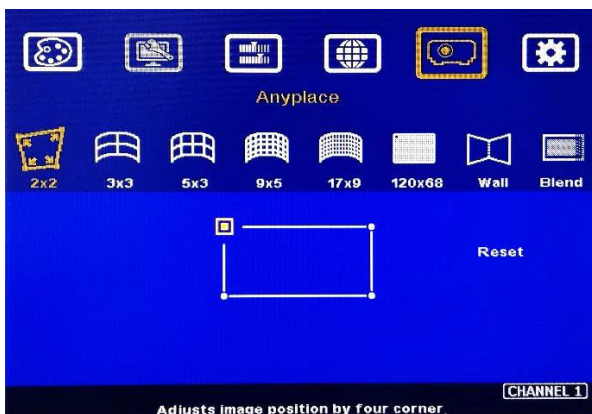 Anyplace
2x2 3x3 5x3 9x5 17x9 120x68 Wall Blend
Reset
CHANNEL 1
Adjusts image position by four corner